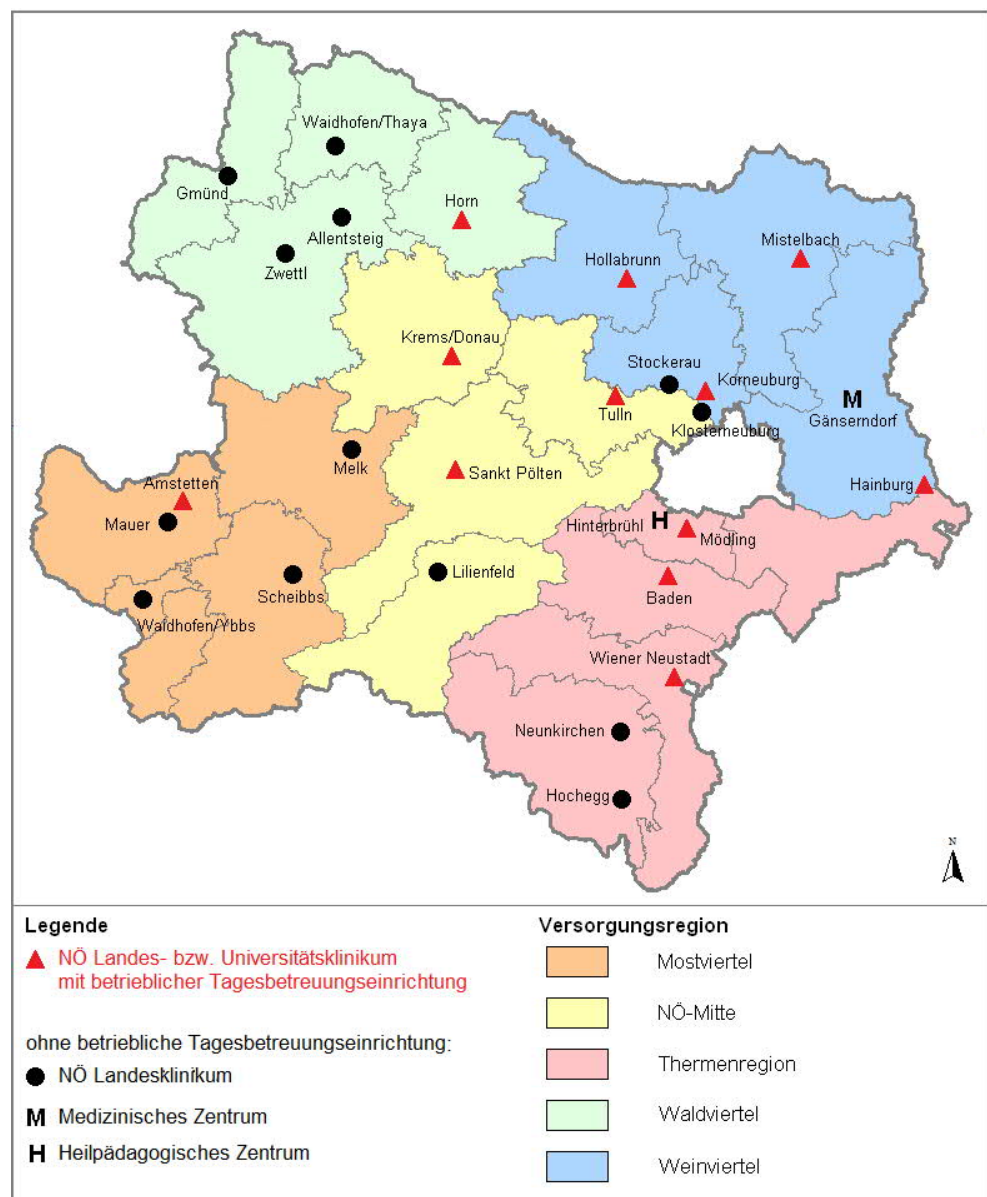 Waidhofen/Thaya
Gmünd
Horn
Allentsteig
Zwettl
Mistelbach
Hollabrunn
Krems/Donau
Stockerau
Korneuburg
Tulln
Klosterneuburg
M
Gänserndorf
Melk
Sankt Pölten
Hainburg
Amstetten
Mauer
Hinterbrühl
H
Mödling
Lilienfeld
Scheibbs
Baden
Waidhofen/Ybbs
Wiener Neustadt
Neunkirchen
Hochegg
N
Legende
NÖ Landes- bzw. Universitätsklinikum
mit betrieblicher Tagesbetreuungseinrichtung
ohne betriebliche Tagesbetreuungseinrichtung:
NÖ Landesklinikum
M Medizinisches Zentrum
H Heilpädagogisches Zentrum
Versorgungsregion
Mostviertel
NÖ-Mitte
Thermenregion
Waldviertel
Weinviertel